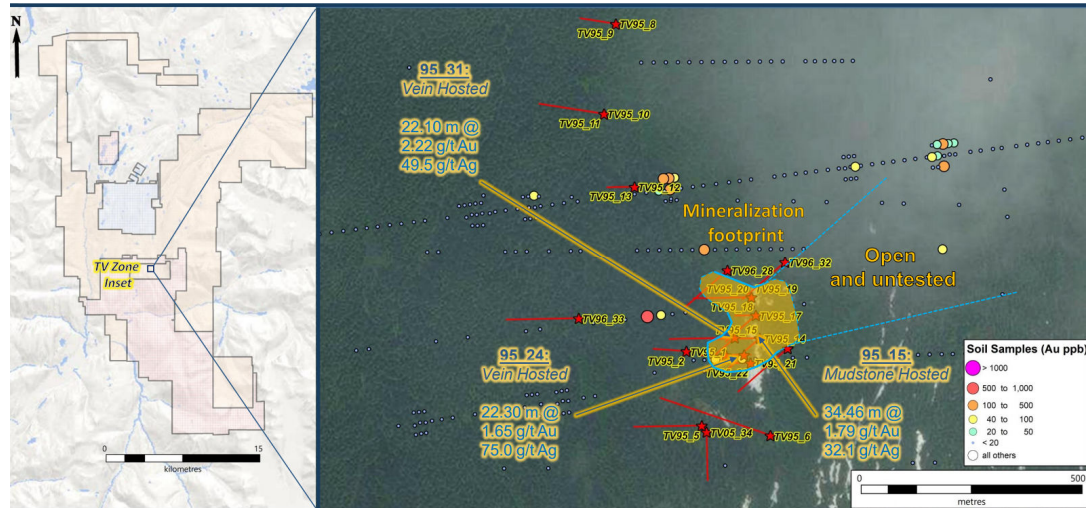 N
TV Zone
Inset
0
15
kilometres
TV95_8
TV95_9
95_31:
Vein Hosted
22.10 m @
2.22 g/t Au
49.5 g/t Ag
TV95_10
TV95_11
TV95_12
TV95_13
Mineralization
footprint
Open
and untested
TV96_32
TV96_28
TV95_20
TV95_19
TV95_18
TV96_33
TV95_17
TV95_15
TV95_14
TV95_2
TV95_1
TV95_22
TV95_21
95_24:
Vein Hosted
22.30 m @
1.65 g/t Au
75.0 g/t Ag
95_15:
Mudstone Hosted
34.46 m @
1.79 g/t Au
32.1 g/t Ag
TV95_5
TV05_34
TV95_6
Soil Samples (Au ppb)
> 1000
500 to 1,000
100 to 500
40 to 100
20 to 50
< 20
all others
0
500
metres